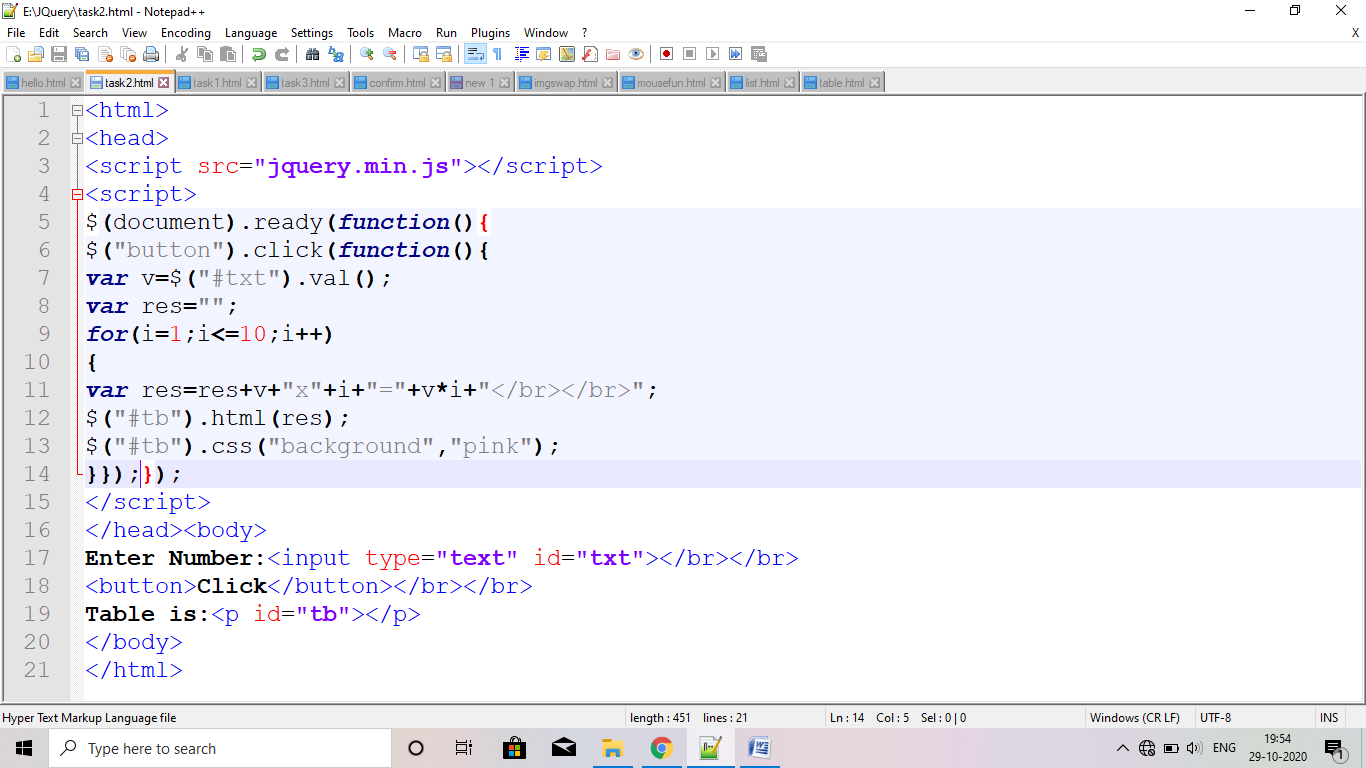 E:\JQuery\task2.html - Notepad++
File Edit Search View Encoding Language Settings Tools Macro Run Plugins Window ? X
hello.html task2.html task1.html task3.html confirm.html new 1 imgswap.html mousefun.html list.html table.html
1 <html>
2 <head>
3 <script src="jquery.min.js"></script>
4 <script>
5 $(document).ready(function(){
6 $("button").click(function(){
7 var v=$("#txt").val();
8 var res="";
9 for(i=1;i<=10;i++)
10 {
11 var res=res+v+"x"+i+"="+v*i+"</br></br>";
12 $("#tb").html(res);
13 $("#tb").css("background","pink");
14 }});});
15 </script>
16 </head><body>
17 Enter Number:<input type="text" id="txt"></br></br>
18 <button>Click</button></br></br>
19 Table is:<p id="tb"></p>
20 </body>
21 </html>
Hyper Text Markup Language file length : 451 lines : 21 Ln : 14 Col : 5 Sel : 0 | 0 Windows (CR LF) UTF-8 INS
Type here to search ENG 19:54
29-10-2020 1